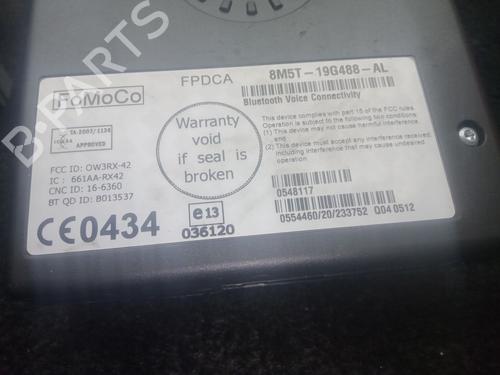 FoMoCo
FPDCA
8M5T-19G488-AL
Bluetooth Voice Connectivity
TA-2003/1136
APPROVED
Warranty
void
if seal is
broken
This device complies with part 15 of the FCC rules
Operation is subject to the following two conditions:
(1) This device may not cause harmful interference
and
(2) This device must accept any interference received
including interference that may cause undesired operation
FCC ID: OW3RX-42
IC : 661AA-RX42
CNC ID: 16-6360
BT QD ID: B013537
CE0434
e13
036120
0548117
0554460/20/233752 Q04 0512
B-PARTS